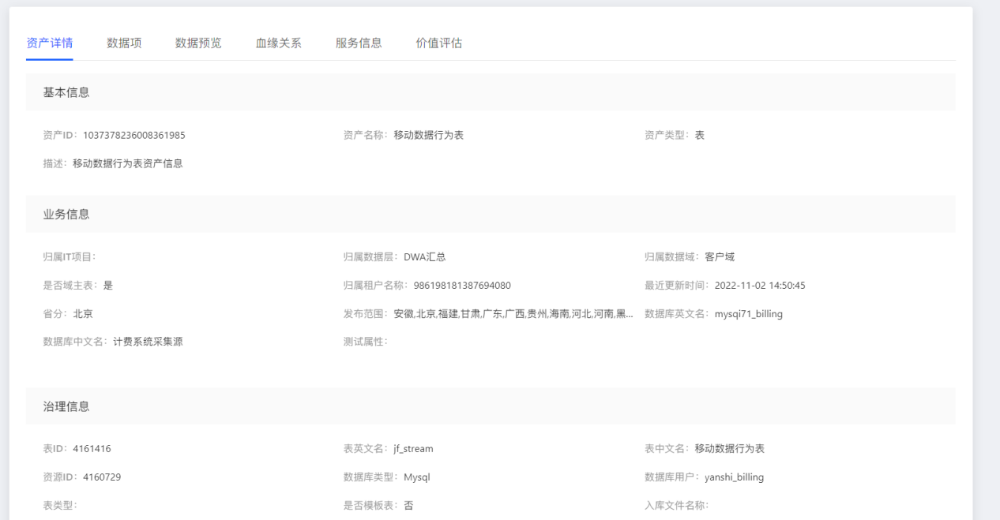 资产详情 数据项 数据预览 血缘关系 服务信息 价值评估
基本信息
资产ID: 1037378236008361985 资产名称: 移动数据行为表 资产类型: 表
描述: 移动数据行为表资产信息
业务信息
归属IT项目: 归属数据层: DWA汇总 归属数据域: 客户域
是否域主表: 是 归属租户名称: 986198181387694080 最近更新时间: 2022-11-02 14:50:45
省分: 北京 发布范围: 安徽,北京,福建,甘肃,广东,广西,贵州,海南,河北,河南,黑... 数据库英文名: mysqi71_billing
数据库中文名: 计费系统采集源 测试属性:
治理信息
表ID: 4161416 表英文名: jf_stream 表中文名: 移动数据行为表
资源ID: 4160729 数据库类型: Mysql 数据库用户: yanshi_billing
表类型: 是否模板表: 否 入库文件名称: